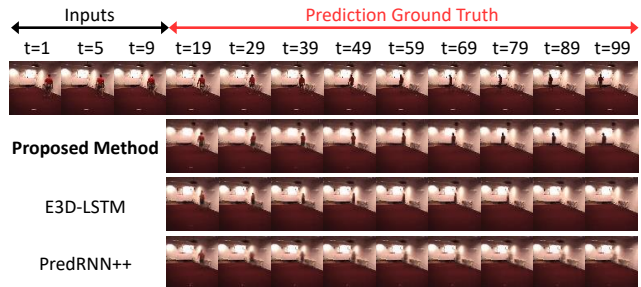 Inputs Prediction Ground Truth
t=1 t=5 t=9 t=19 t=29 t=39 t=49 t=59 t=69 t=79 t=89 t=99
Proposed Method
E3D-LSTM
PredRNN++